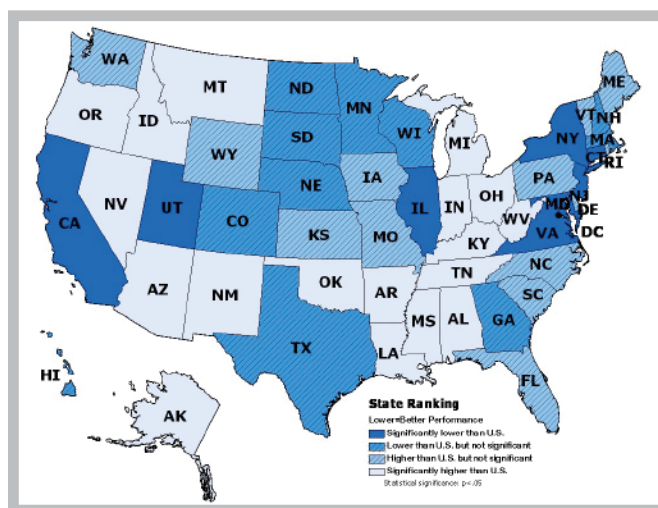 WA
MT
ND
MN
ME
VT
NH
OR
ID
SD
WI
NY
MA
WY
MI
CT
RI
IA
PA
NE
NJ
NV
OH
MD
DE
UT
IL
IN
CA
CO
WV
VA
DC
KS
MO
KY
NC
TN
OK
AZ
NM
AR
SC
MS
AL
GA
TX
LA
HI
FL
AK
State Ranking
Lower=Better Performance
Significantly lower than U.S.
Lower than U.S. but not significant
Higher than U.S. but not significant
Significantly higher than U.S.
Statistical significance: p<.05